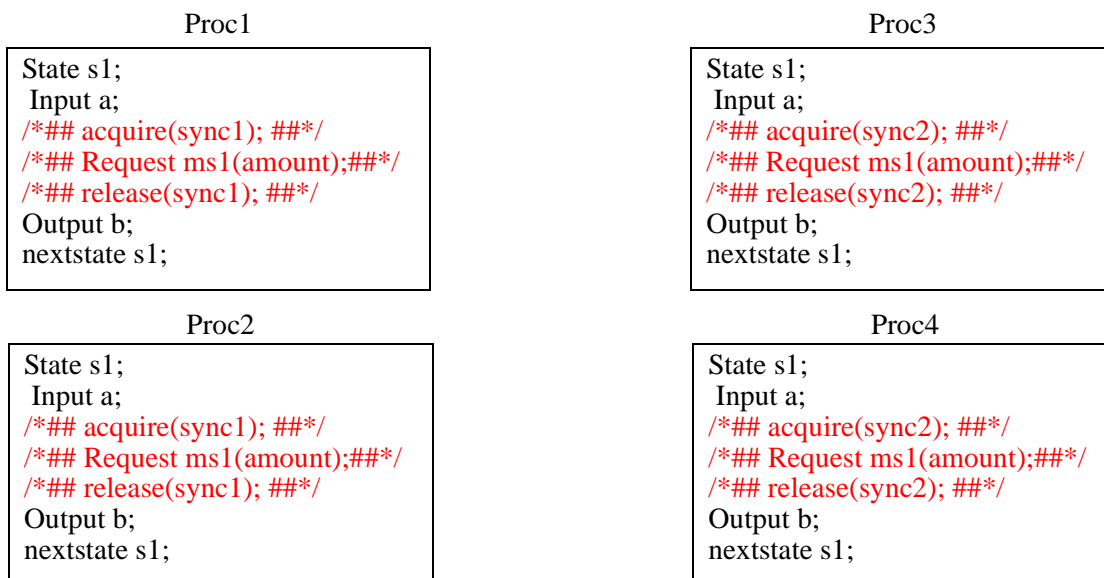 Proc1
State s1;
Input a;
/*## acquire(sync1); ##*/
/*## Request ms1(amount);##*/
/*## release(sync1); ##*/
Output b;
nextstate s1;
Proc3
State s1;
Input a;
/*## acquire(sync2); ##*/
/*## Request ms1(amount);##*/
/*## release(sync2); ##*/
Output b;
nextstate s1;
Proc2
State s1;
Input a;
/*## acquire(sync1); ##*/
/*## Request ms1(amount);##*/
/*## release(sync1); ##*/
Output b;
nextstate s1;
Proc4
State s1;
Input a;
/*## acquire(sync2); ##*/
/*## Request ms1(amount);##*/
/*## release(sync2); ##*/
Output b;
nextstate s1;